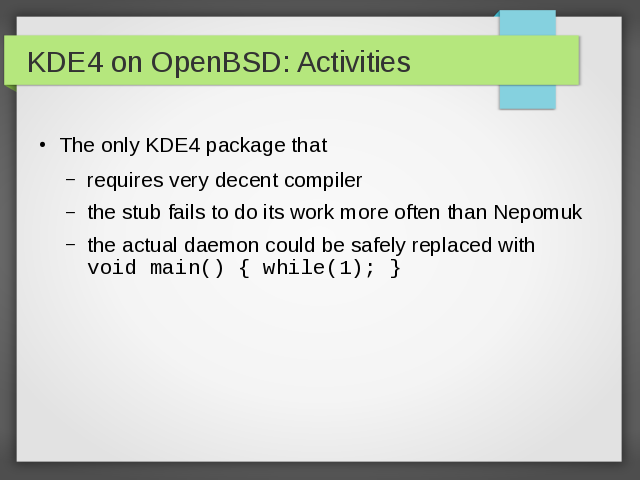 KDE4 on OpenBSD: Activities
• The only KDE4 package that
– requires very decent compiler
– the stub fails to do its work more often than Nepomuk
– the actual daemon could be safely replaced with
void main() { while(1); }